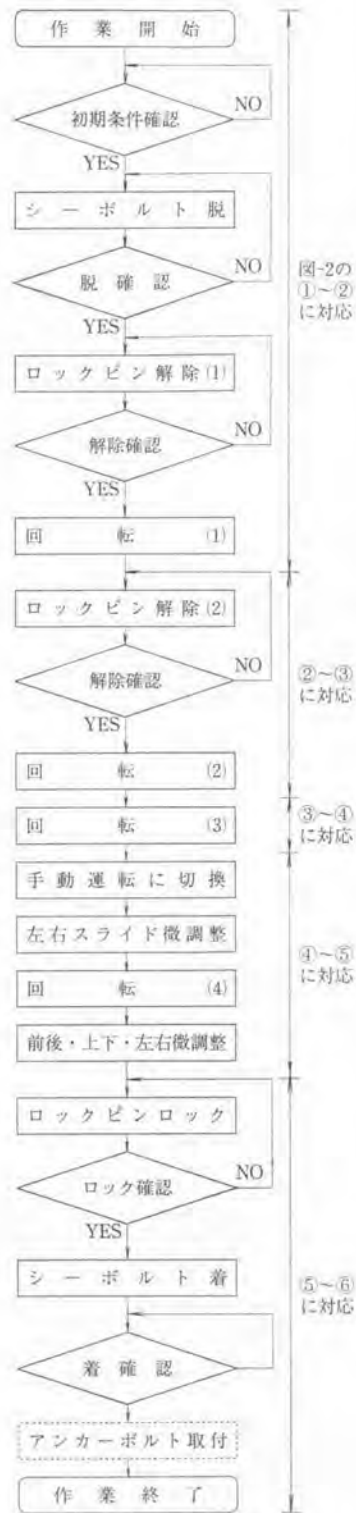 作業開始
初期条件確認
NO
YES
シーボルト脱
脱確認
NO
YES
図-2の
①~②
に対応
ロックピン解除(1)
解除確認
NO
YES
回転(1)
ロックピン解除(2)
解除確認
NO
YES
②~③
に対応
回転(2)
回転(3)
③~④
に対応
手動運転に切換
左右スライド微調整
回転(4)
前後・上下・左右微調整
④~⑤
に対応
ロックピンロック
ロック確認
NO
YES
シーボルト着
着確認
⑤~⑥
に対応
アンカーボルト取付
作業終了